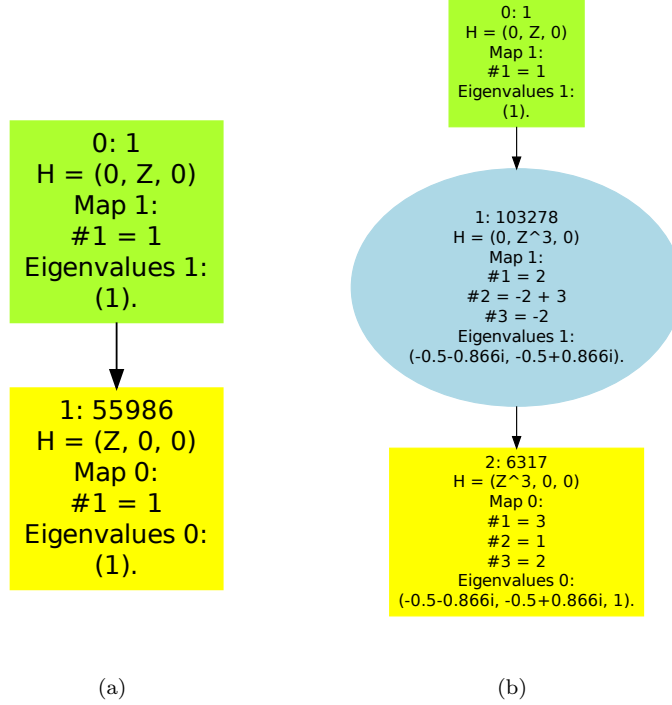 0: 1
H = (0, Z, 0)
Map 1:
#1 = 1
Eigenvalues 1:
(1).
1: 55986
H = (Z, 0, 0)
Map 0:
#1 = 1
Eigenvalues 0:
(1).
(a)
0: 1
H = (0, Z, 0)
Map 1:
#1 = 1
Eigenvalues 1:
(1).
1: 103278
H = (0, Z^3, 0)
Map 1:
#1 = 2
#2 = -2 + 3
#3 = -2
Eigenvalues 1:
(-0.5-0.866i, -0.5+0.866i).
2: 6317
H = (Z^3, 0, 0)
Map 0:
#1 = 3
#2 = 1
#3 = 2
Eigenvalues 0:
(-0.5-0.866i, -0.5+0.866i, 1).
(b)